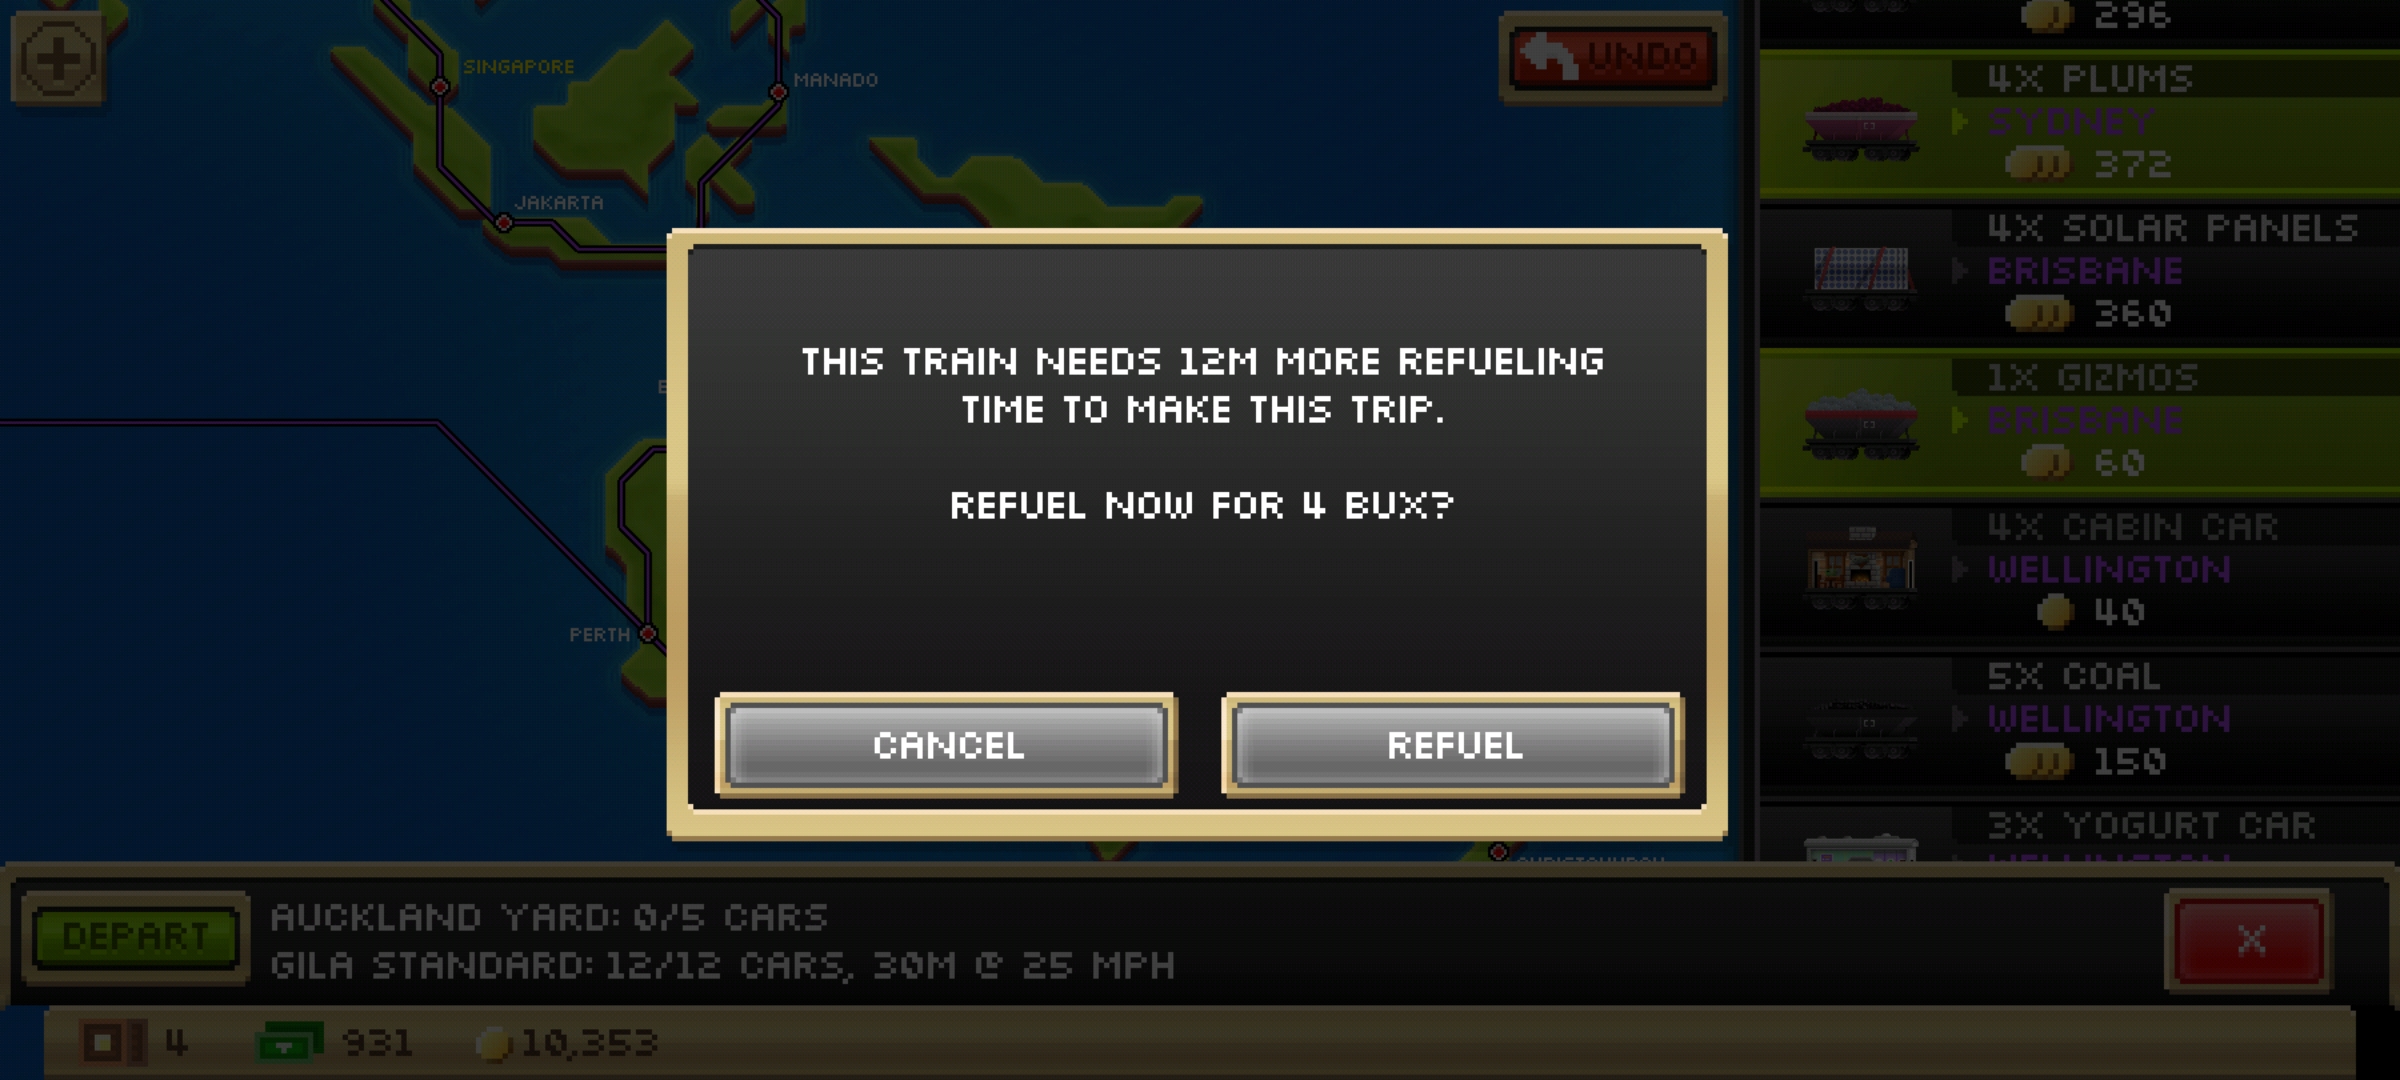 SINGAPORE
MANADO
JAKARTA
PERTH
UNDO
296
4X PLUMS
SYDNEY
372
4X SOLAR PANELS
BRISBANE
360
1X GIZMOS
BRISBANE
60
4X CABIN CAR
WELLINGTON
40
5X COAL
WELLINGTON
150
3X YOGURT CAR
WELLINGTON
THIS TRAIN NEEDS 12M MORE REFUELING
TIME TO MAKE THIS TRIP.
REFUEL NOW FOR 4 BUX?
CANCEL
REFUEL
CHRISTCHURCH
DEPART
AUCKLAND YARD: 0/5 CARS
GILA STANDARD: 12/12 CARS, 30M @ 25 MPH
X
4
931
10,353